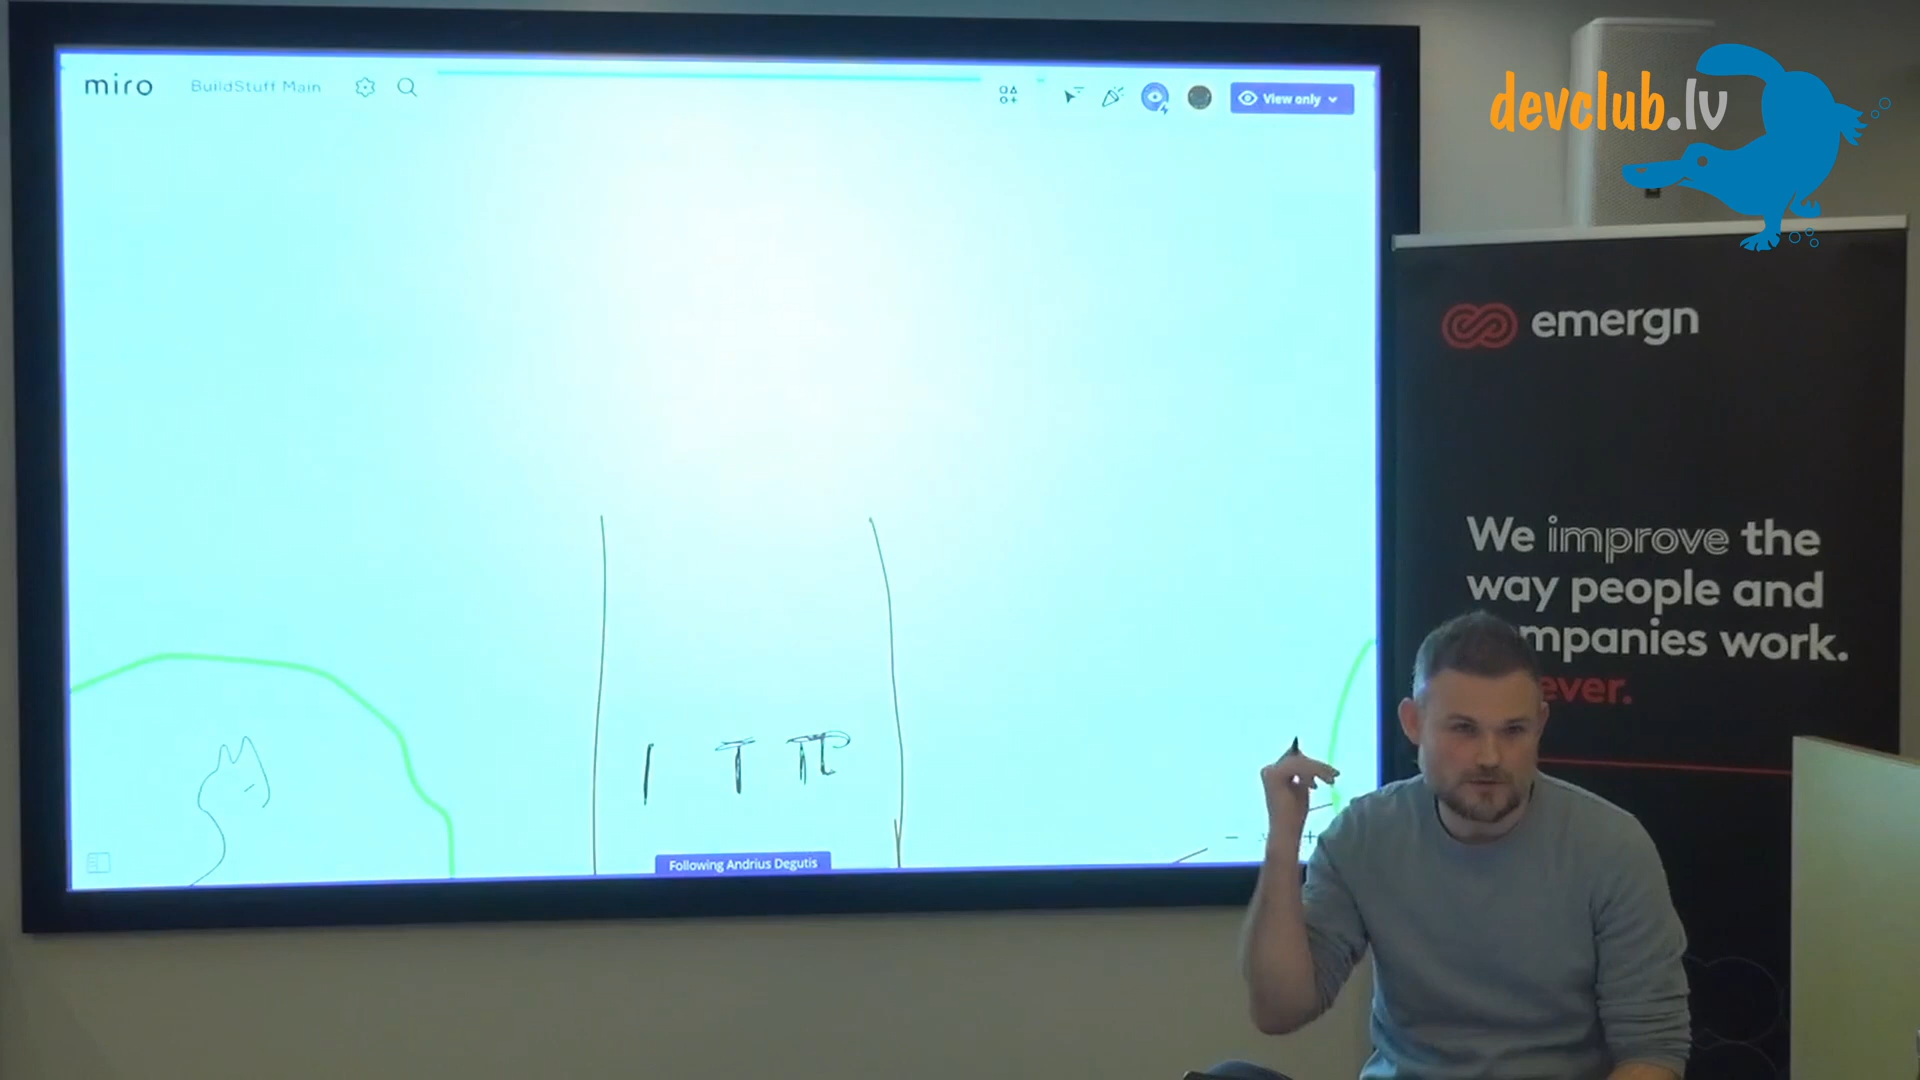 miro
BuildStuff Main
View only
devclub.lv
emergn
We improve the
way people and
mpanies work.
ever.
I T π
Following Andrius Degutis